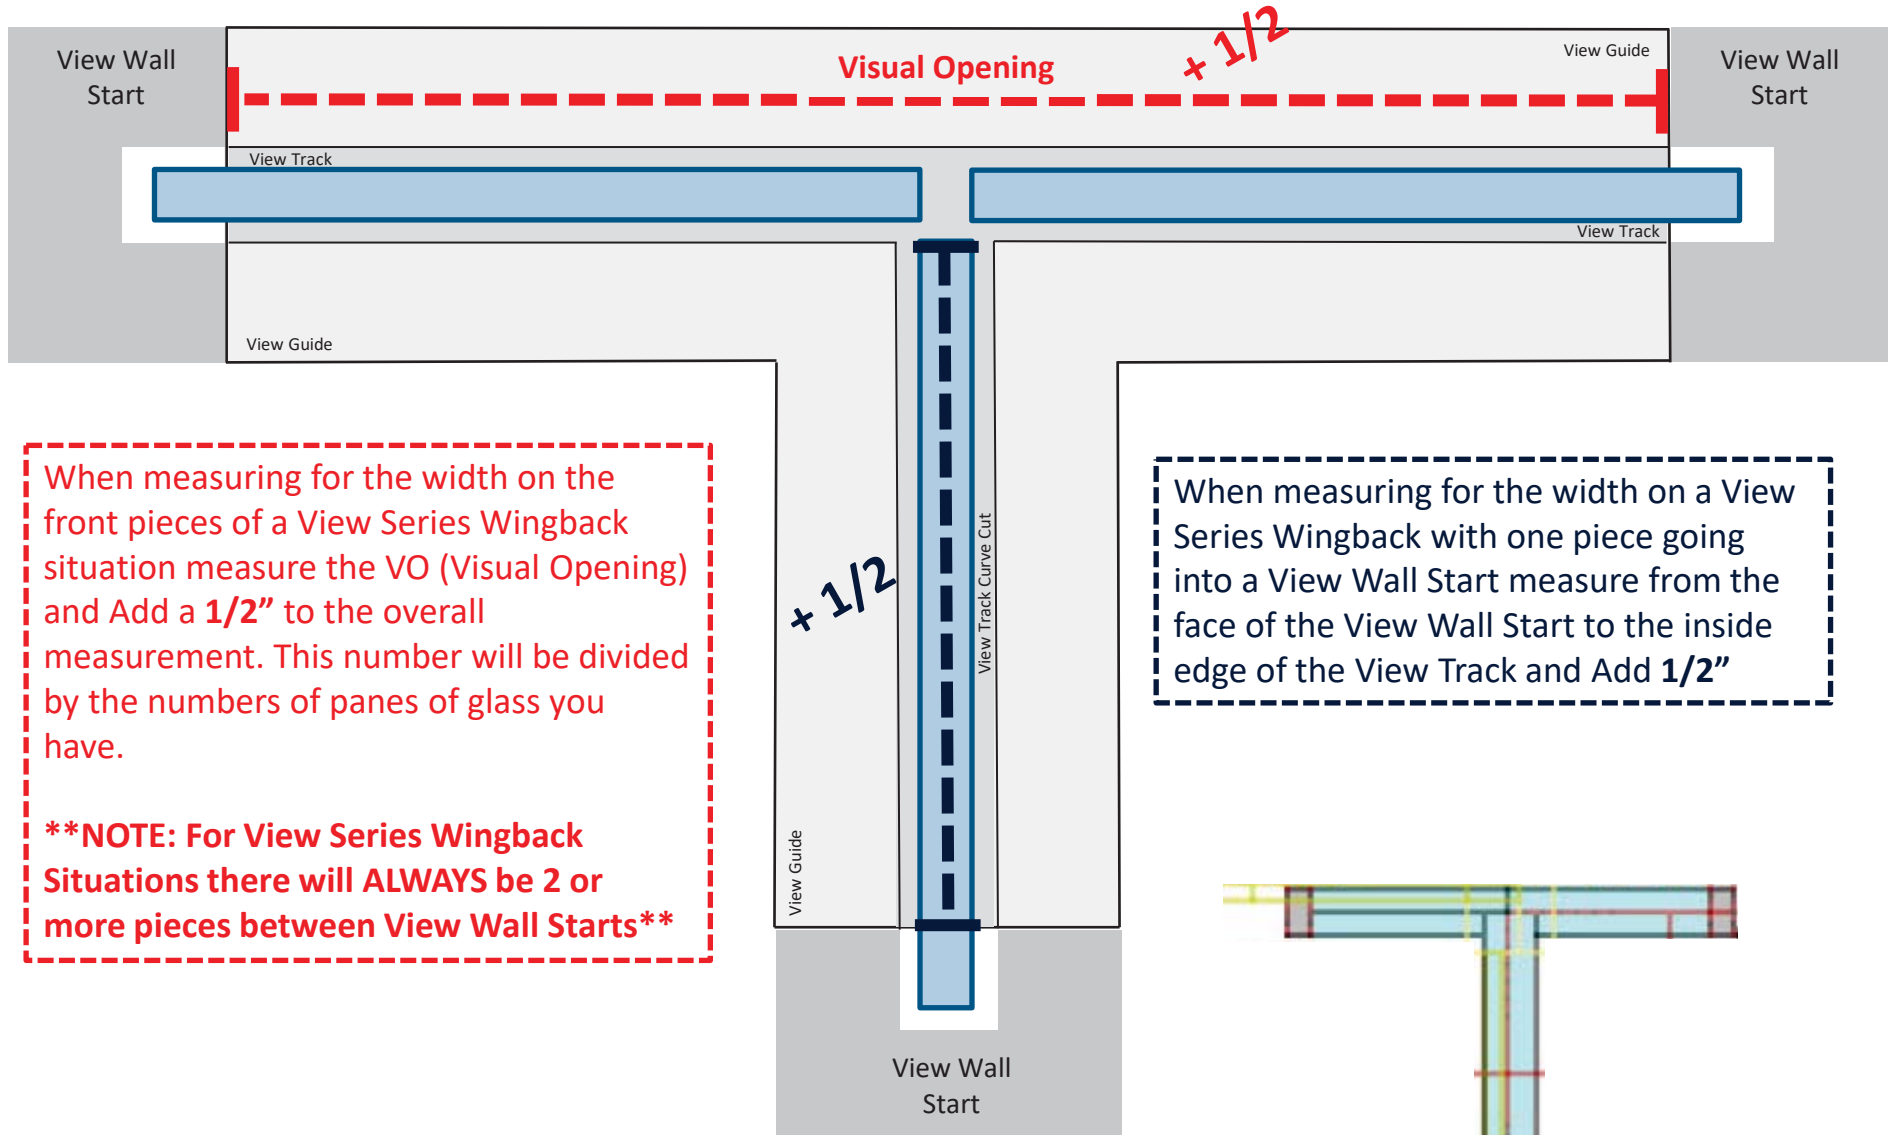 View Wall
Start
Visual Opening
+ 1/2
View Guide
View Wall
Start
View Track
View Track
View Guide
When measuring for the width on the
front pieces of a View Series Wingback
situation measure the VO (Visual Opening)
and Add a 1/2” to the overall
measurement. This number will be divided
by the numbers of panes of glass you
have.
**NOTE: For View Series Wingback
Situations there will ALWAYS be 2 or
more pieces between View Wall Starts**
+ 1/2
View Track Curve Cut
View Guide
When measuring for the width on a View
Series Wingback with one piece going
into a View Wall Start measure from the
face of the View Wall Start to the inside
edge of the View Track and Add 1/2”
View Wall
Start